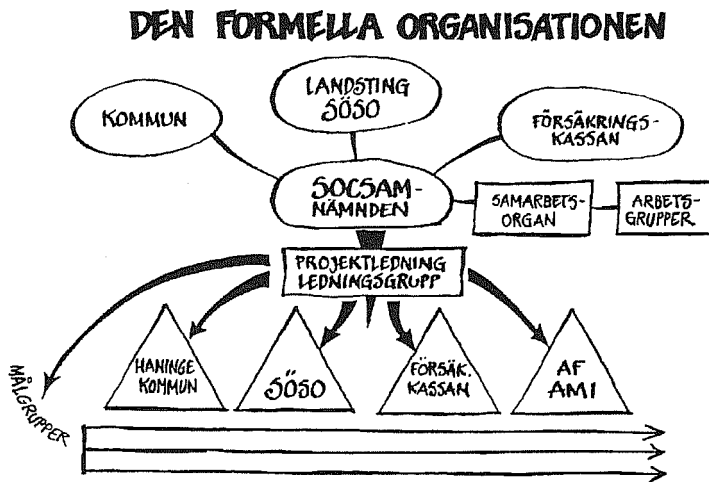 DEN FORMELLA ORGANISATIONEN
KOMMUN
LANDSTING
SÖSO
FÖRSÄKRINGS-
KASSAN
SOCSAM-
NÄMNDEN
SAMARBETS-
ORGAN
ARBETS-
GRUPPER
PROJEKTLEDNING
LEDNINGSGRUPP
MÅLGRUPPER
HANINGE
KOMMUN
SÖSO
FÖRSÄK.
KASSAN
AF
AMI